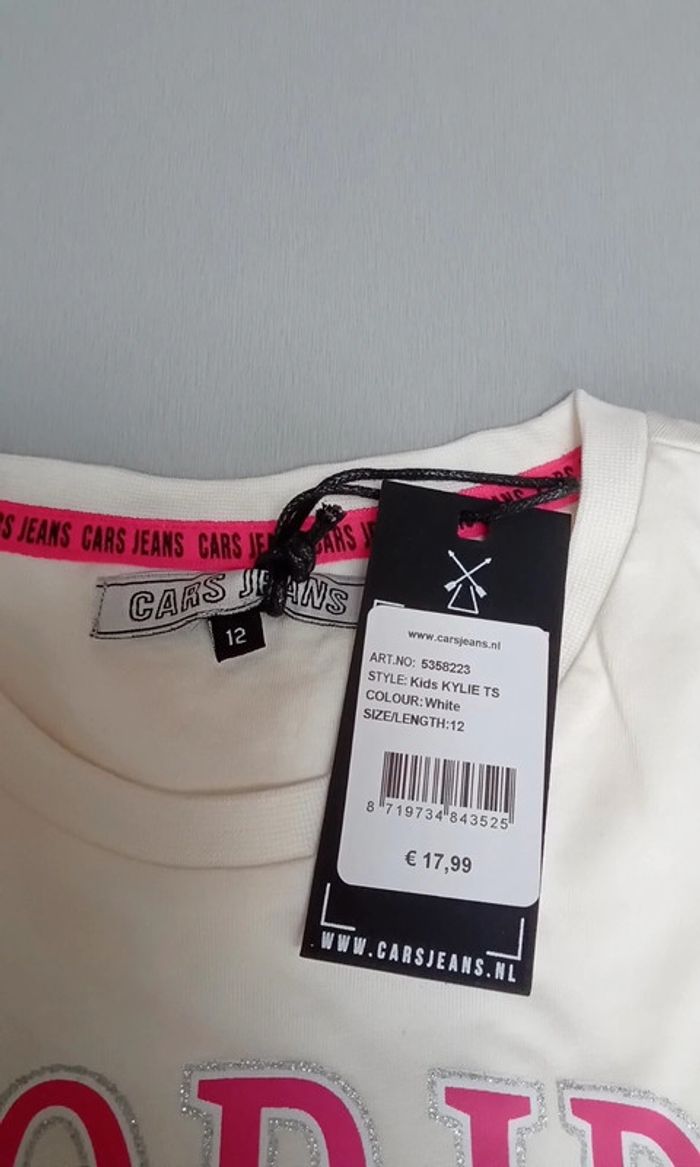 S JEANS CARS JEANS CARS JE CARS J
CARS JEANS
12
www.carsjeans.nl
ART.NO: 5358223
STYLE: Kids KYLIE TS
COLOUR: White
SIZE/LENGTH:12
8 719734 843525
€ 17,99
WWW.CARSJEANS.NL